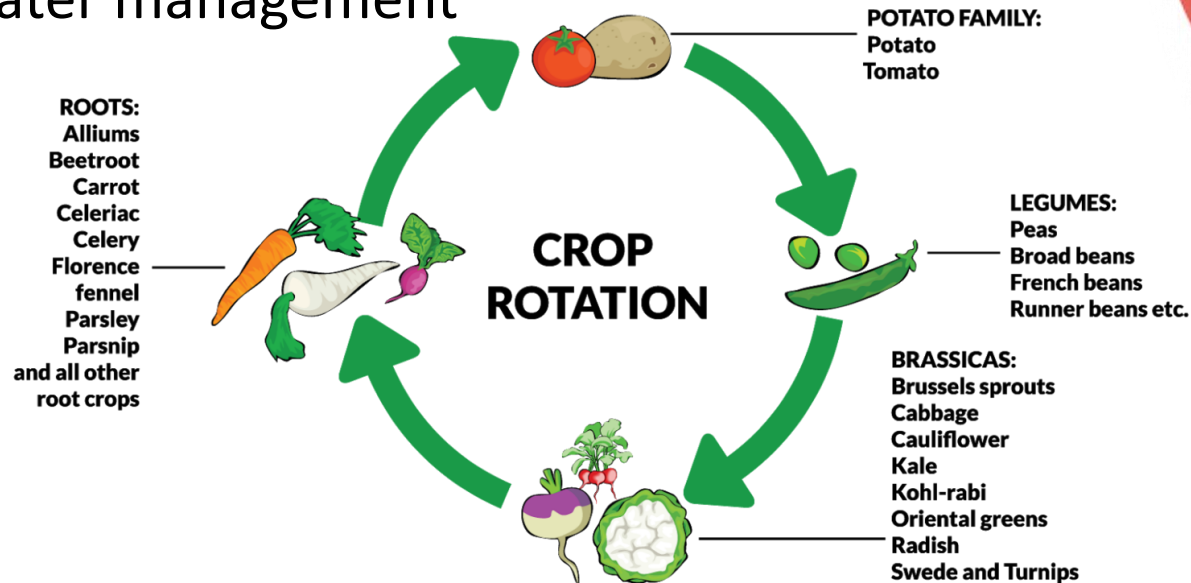 management
POTATO FAMILY:
Potato
Tomato
ROOTS:
Alliums
Beetroot
Carrot
Celeriac
Celery
Florence
fennel
Parsley
Parsnip
and all other
root crops
CROP
ROTATION
LEGUMES:
Peas
Broad beans
French beans
Runner beans etc.
BRASSICAS:
Brussels sprouts
Cabbage
Cauliflower
Kale
Kohl-rabi
Oriental greens
Radish
Swede and Turnips